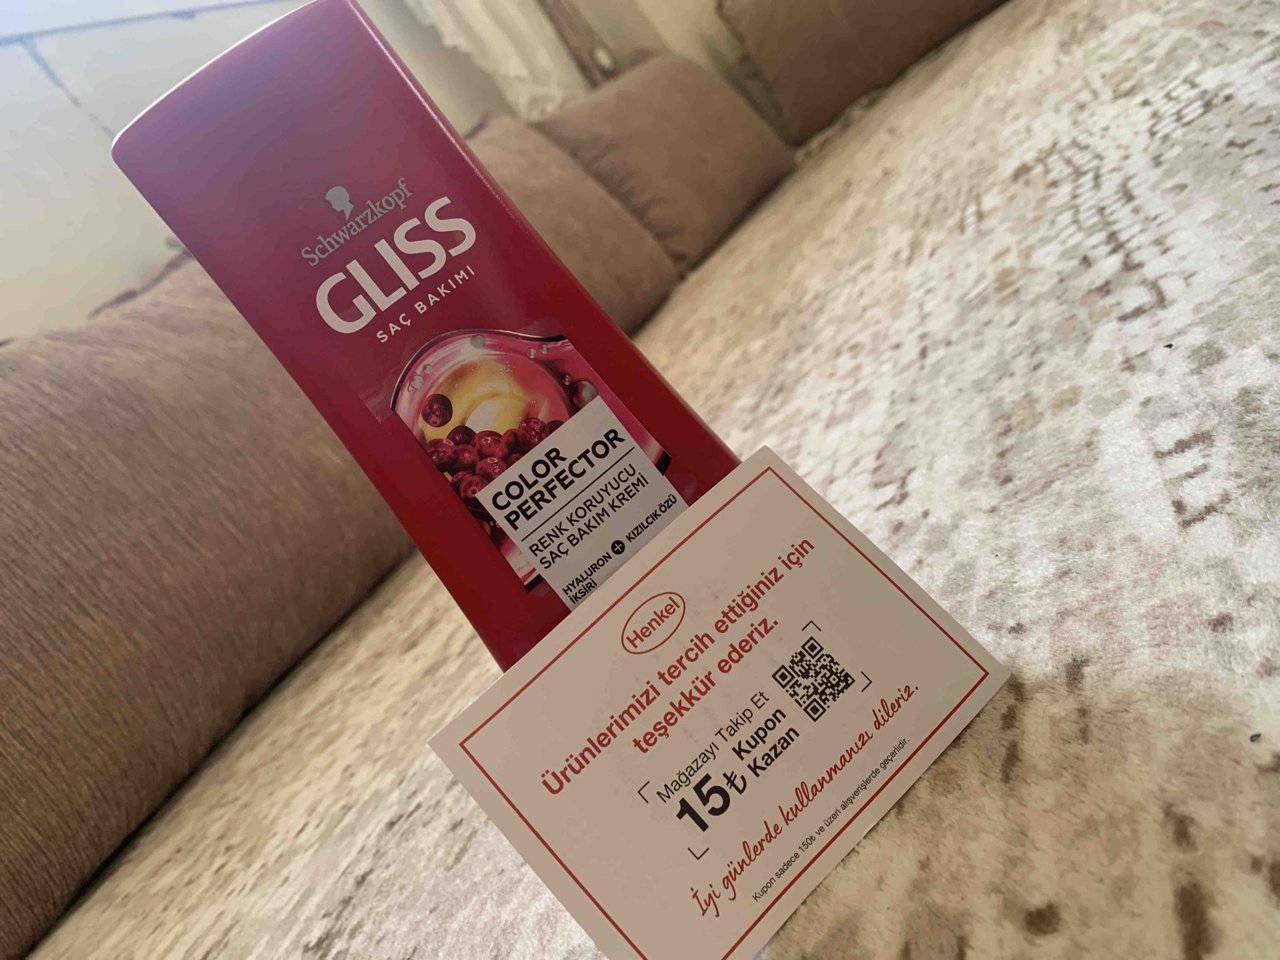 Schwarzkopf
GLISS
SAÇ BAKIMI
COLOR
PERFECTOR
RENK KORUYUCU
SAÇ BAKIM KREMİ
HYALURON + KIZILCIK ÖZÜ
İKSİRİ
Henkel
Ürünlerimizi tercih ettiğiniz için
teşekkür ederiz.
Mağazayı Takip Et
15₺ Kupon
Kazan
İyi günlerde kullanmanızı dileriz.
Kupon sadece 150₺ ve üzeri alışverişlerde geçerlidir.